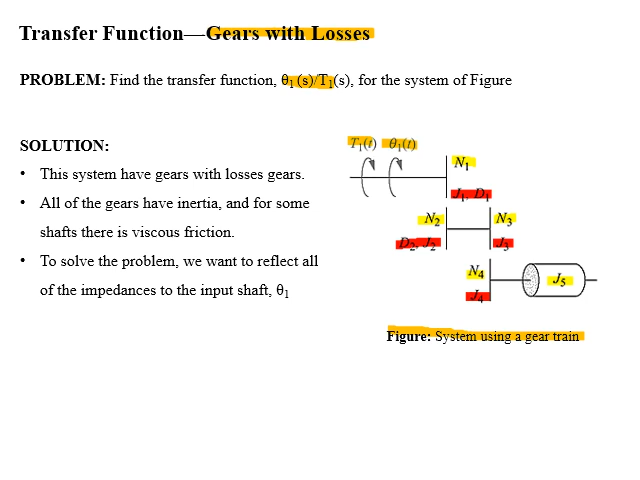 Transfer Function—Gears with Losses
PROBLEM: Find the transfer function, θ₁(s)/T₁(s), for the system of Figure
SOLUTION:
• This system have gears with losses gears.
• All of the gears have inertia, and for some
shafts there is viscous friction.
• To solve the problem, we want to reflect all
of the impedances to the input shaft, θ₁
T₁(t) θ₁(t)
N₁
J₁, D₁
N₂ N₃
D₂, J₂ J₃
N₄
J₅
J₄
Figure: System using a gear train